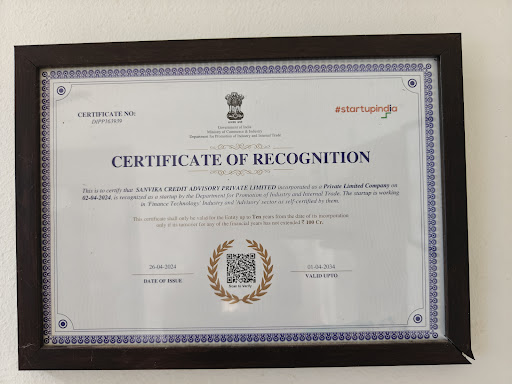 CERTIFICATE NO:
#startupindia
DIPP163939
Government of India
Ministry of Commerce & Industry
Department for Promotion of Industry and Internal Trade
CERTIFICATE OF RECOGNITION
This is to certify that SANVIKA CREDIT ADVISORY PRIVATE LIMITED incorporated as a Private Limited Company on
02-04-2024, is recognized as a startup by the Department for Promotion of Industry and Internal Trade. The startup is working
in 'Finance Technology' Industry and 'Advisory' sector as self-certified by them.
This certificate shall only be valid for the Entity up to Ten years from the date of its incorporation
only if its turnover for any of the financial years has not exceeded ₹ 100 Cr.
26-04-2024
01-04-2034
DATE OF ISSUE
VALID UPTO
Scan to verify